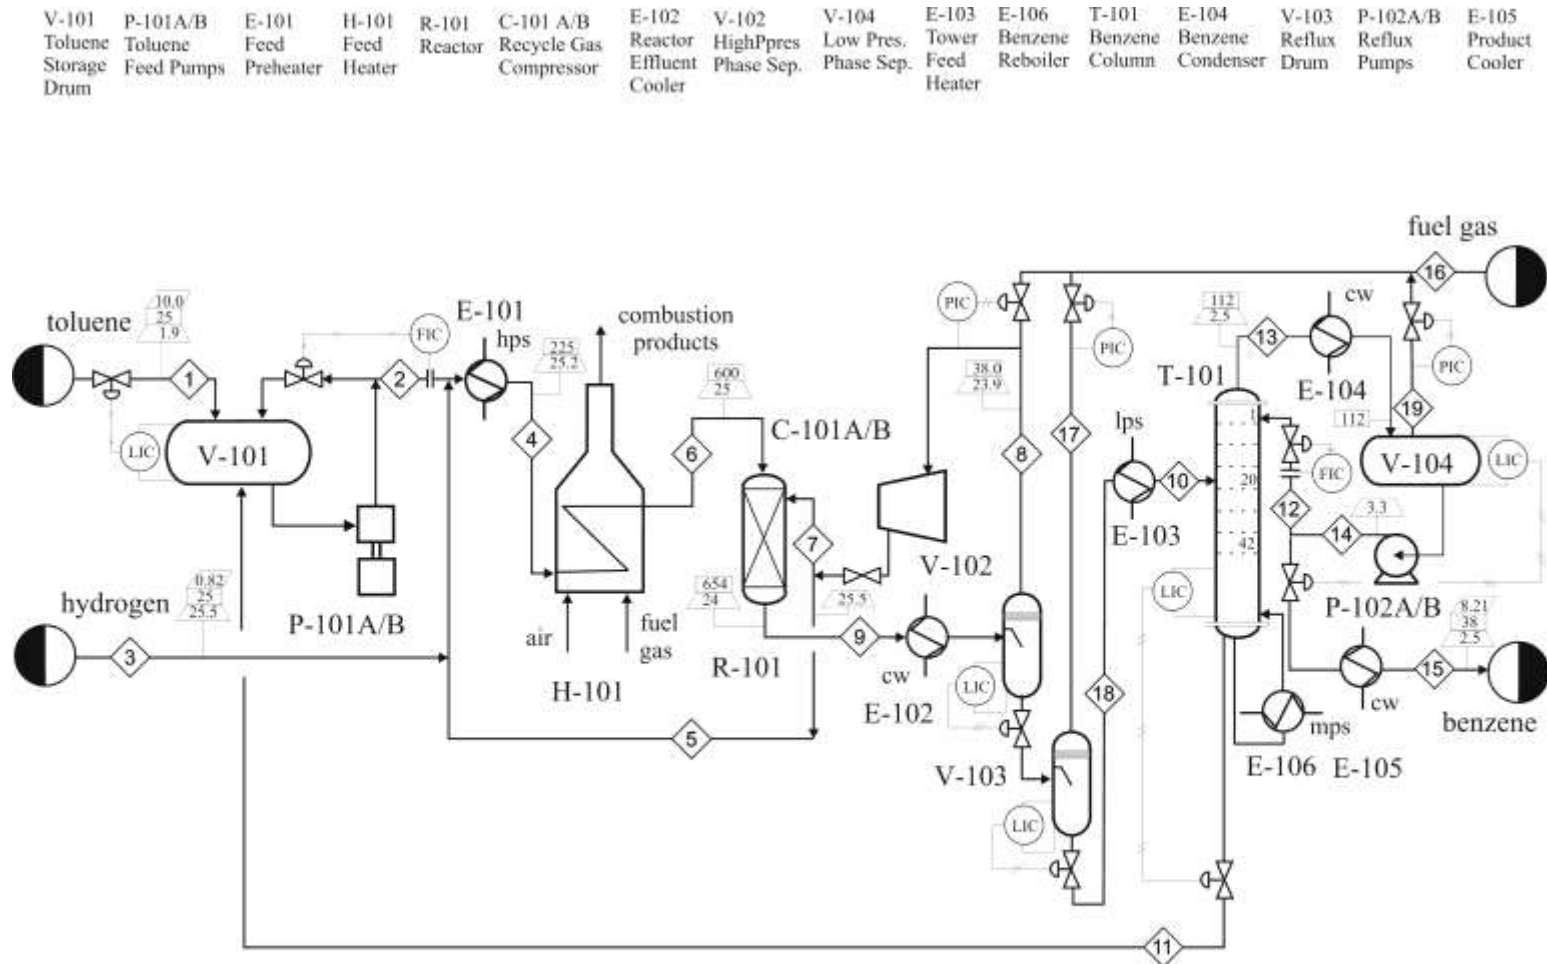 V-101 P-101A/B E-101 H-101 R-101 C-101 A/B E-102 V-102 V-104 E-103 E-106 T-101 E-104 V-103 P-102A/B E-105
Toluene Toluene Feed Feed Reactor Recycle Gas Reactor HighPpres Low Pres. Tower Benzene Benzene Benzene Reflux Reflux Product
Storage Feed Pumps Preheater Heater Compressor Effluent Phase Sep. Phase Sep. Feed Reboiler Column Condenser Drum Pumps Cooler
Drum Cooler Heater
fuel gas
16
10.0
25
1.9
toluene
1
LIC
V-101
FIC
2
E-101
hps
225
25.2
4
combustion
products
600
25
6
C-101A/B
PIC
PIC
38.0
23.9
8
17
112
2.5
13
cw
E-104
T-101
PIC
19
112
V-104
LIC
lps
10
E-103
1
20
42
FIC
12
14
3.3
P-102A/B
LIC
7
V-102
25.5
654
24
R-101
9
cw
E-102
LIC
hydrogen
0.82
25
25.5
3
P-101A/B
air
fuel
gas
H-101
5
18
V-103
LIC
8.21
38
2.5
15
cw
benzene
mps
E-106
E-105
11